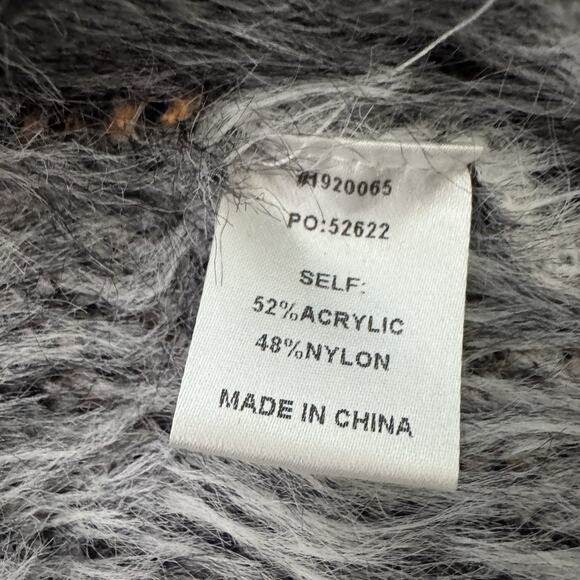 #1920065
PO:52622
SELF:
52%ACRYLIC
48%NYLON
MADE IN CHINA